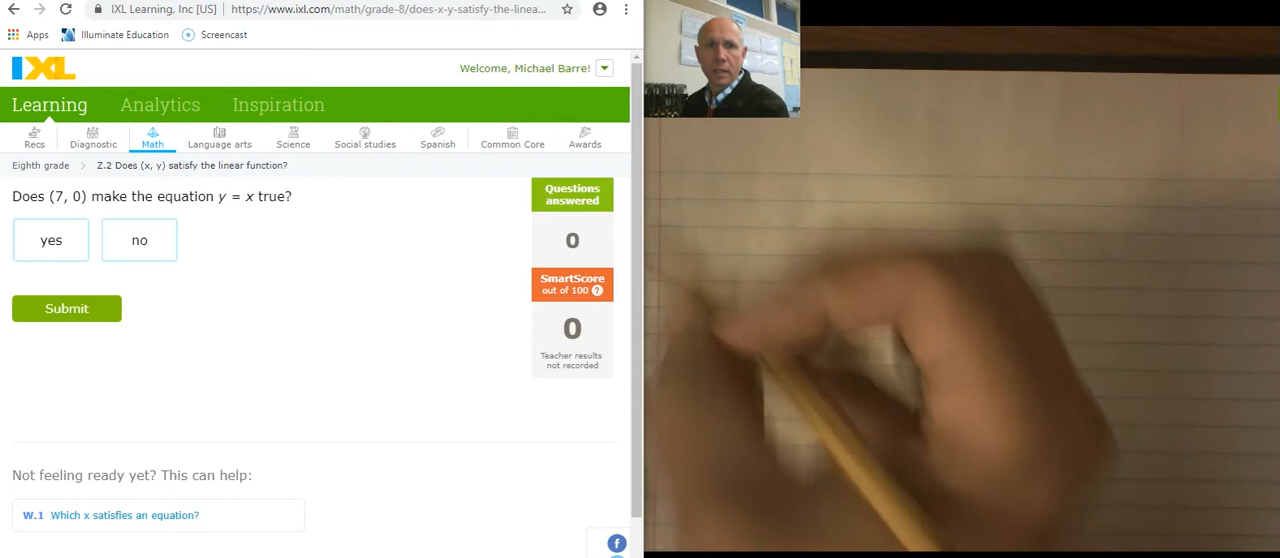 IXL Learning, Inc [US] https://www.ixl.com/math/grade-8/does-x-y-satisfy-the-linea...
Apps Illuminate Education Screencast
IXL Welcome, Michael Barre!
Learning Analytics Inspiration
Recs Diagnostic Math Language arts Science Social studies Spanish Common Core Awards
Eighth grade > Z.2 Does (x, y) satisfy the linear function?
Does (7, 0) make the equation y = x true?
yes no
Submit
Questions
answered
0
SmartScore
out of 100 ?
0
Teacher results
not recorded
Not feeling ready yet? This can help:
W.1 Which x satisfies an equation?